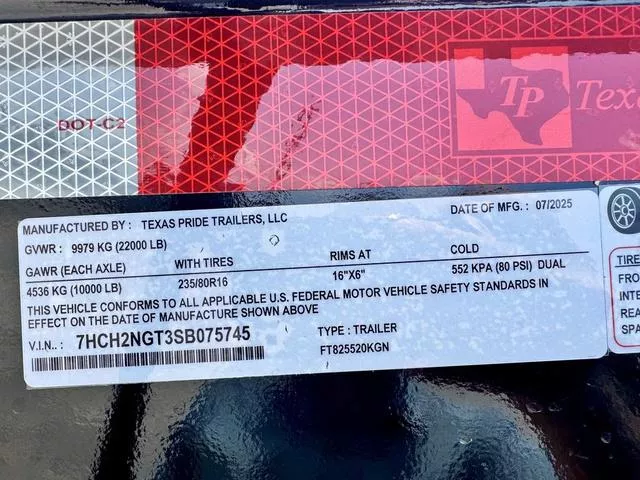 DOT-C2
TP Texa
MANUFACTURED BY : TEXAS PRIDE TRAILERS, LLC
DATE OF MFG. : 07/2025
GVWR : 9979 KG (22000 LB)
GAWR (EACH AXLE) WITH TIRES RIMS AT COLD
4536 KG (10000 LB) 235/80R16 16"X6" 552 KPA (80 PSI) DUAL
THIS VEHICLE CONFORMS TO ALL APPLICABLE U.S. FEDERAL MOTOR VEHICLE SAFETY STANDARDS IN
EFFECT ON THE DATE OF MANUFACTURE SHOWN ABOVE
V.I.N.. : 7HCH2NGT3SB075745 TYPE : TRAILER
FT825520KGN
TIRE
FRO
INTE
REA
SPA